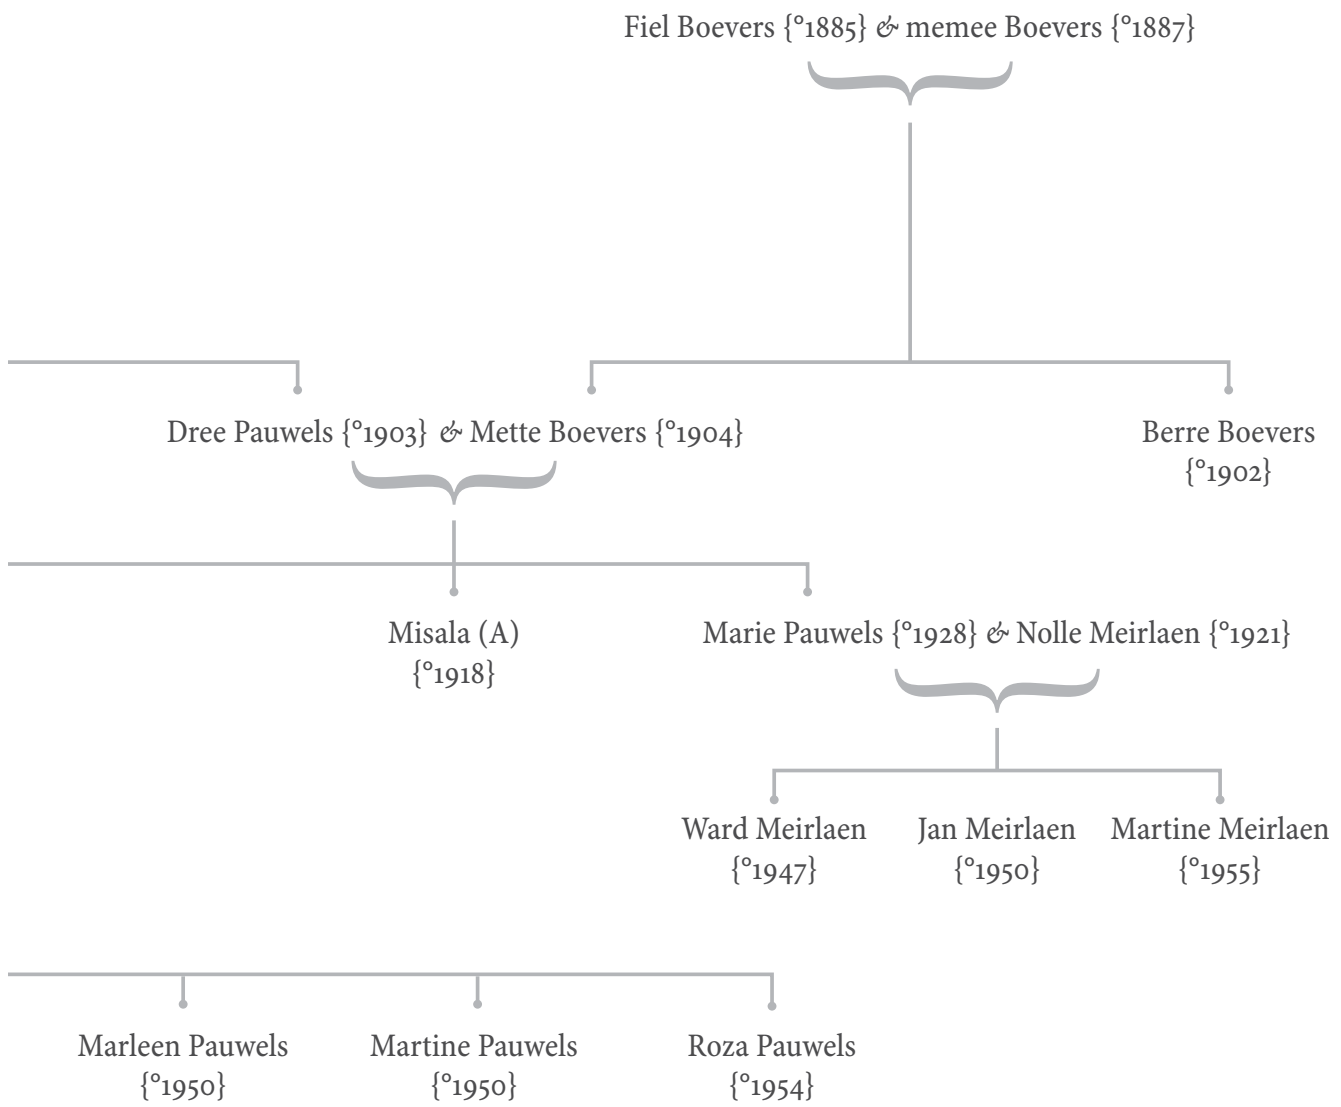 Fiel Boevers {°1885} & memee Boevers {°1887}
Dree Pauwels {°1903} & Mette Boevers {°1904}
Berre Boevers
{°1902}
Misala (A)
{°1918}
Marie Pauwels {°1928} & Nolle Meirlaen {°1921}
Ward Meirlaen
{°1947}
Jan Meirlaen
{°1950}
Martine Meirlaen
{°1955}
Marleen Pauwels
{°1950}
Martine Pauwels
{°1950}
Roza Pauwels
{°1954}